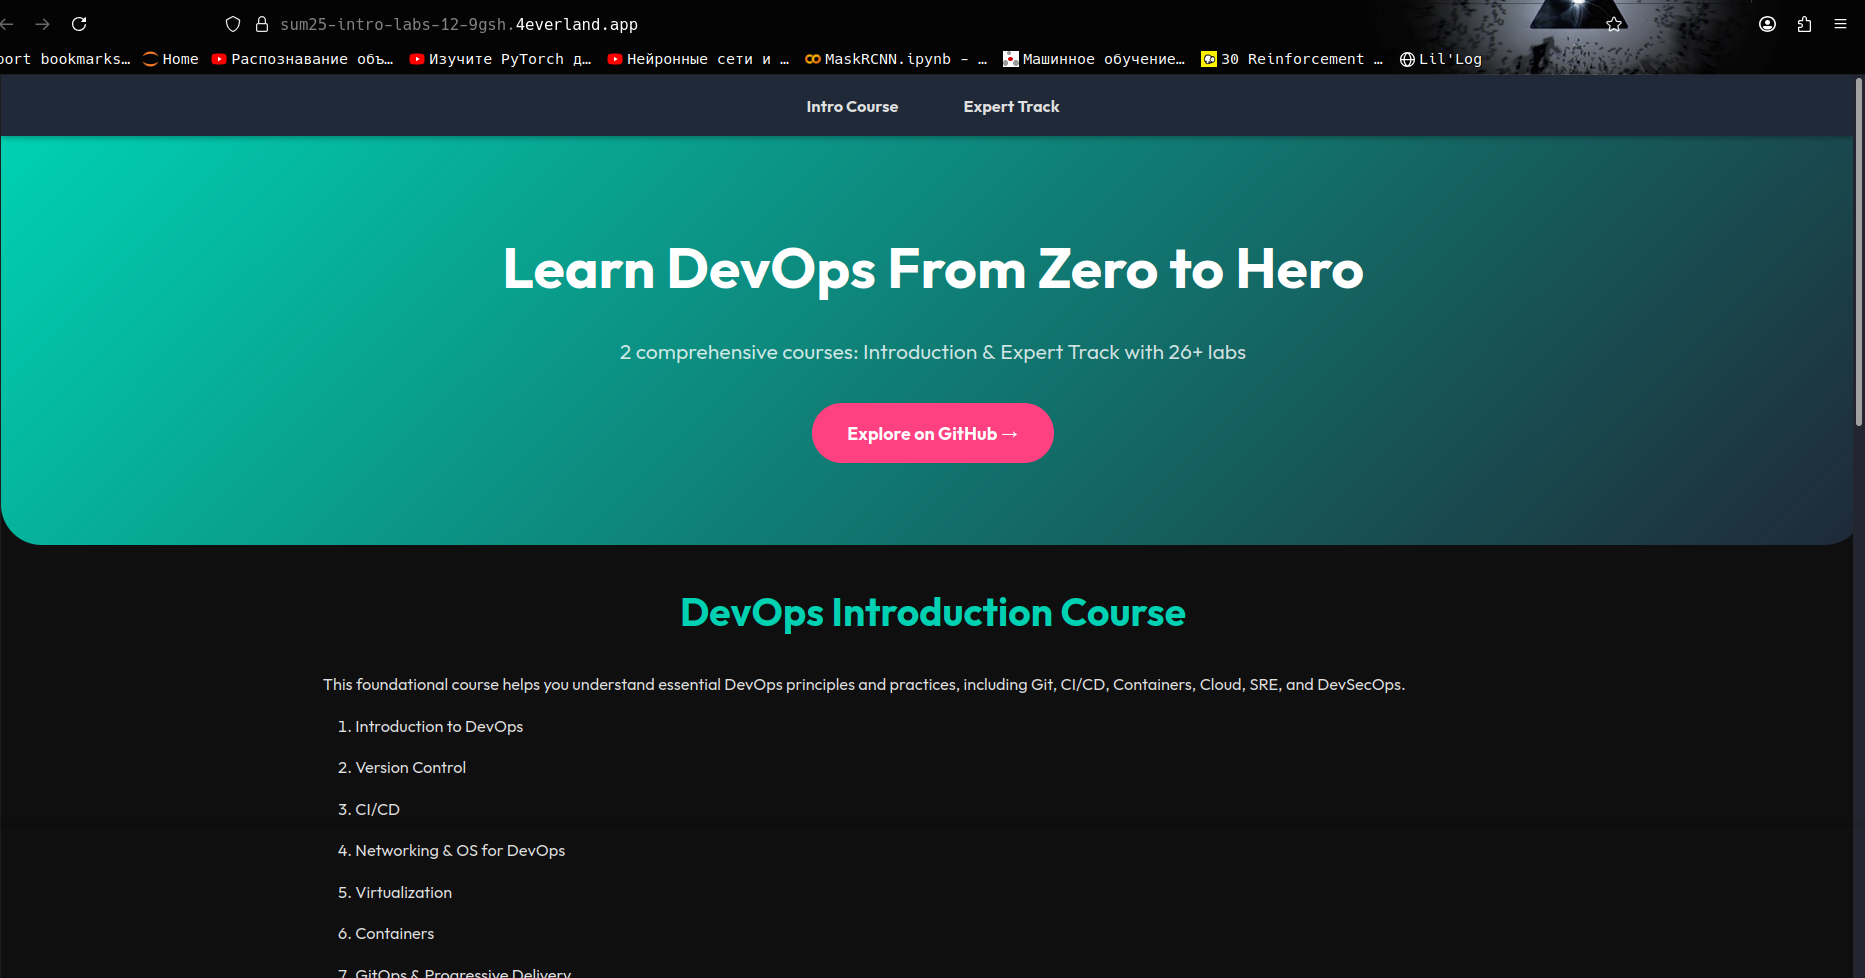 sum25-intro-labs-12-9gsh.4everland.app
ort bookmarks… Home Распознавание объ… Изучите PyTorch д… Нейронные сети и … MaskRCNN.ipynb - … Машинное обучение… 30 Reinforcement … Lil'Log
Intro Course Expert Track
Learn DevOps From Zero to Hero
2 comprehensive courses: Introduction & Expert Track with 26+ labs
Explore on GitHub →
DevOps Introduction Course
This foundational course helps you understand essential DevOps principles and practices, including Git, CI/CD, Containers, Cloud, SRE, and DevSecOps.
1. Introduction to DevOps
2. Version Control
3. CI/CD
4. Networking & OS for DevOps
5. Virtualization
6. Containers
7. GitOps & Progressive Delivery